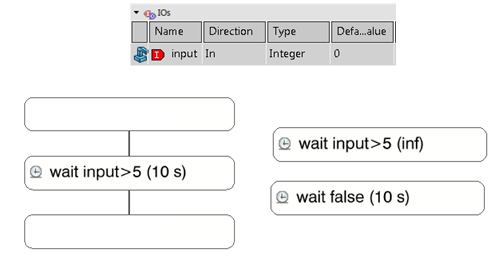 IOs
Name Direction Type Defa...alue
I input In Integer 0
wait input>5 (10 s)
wait input>5 (inf)
wait false (10 s)